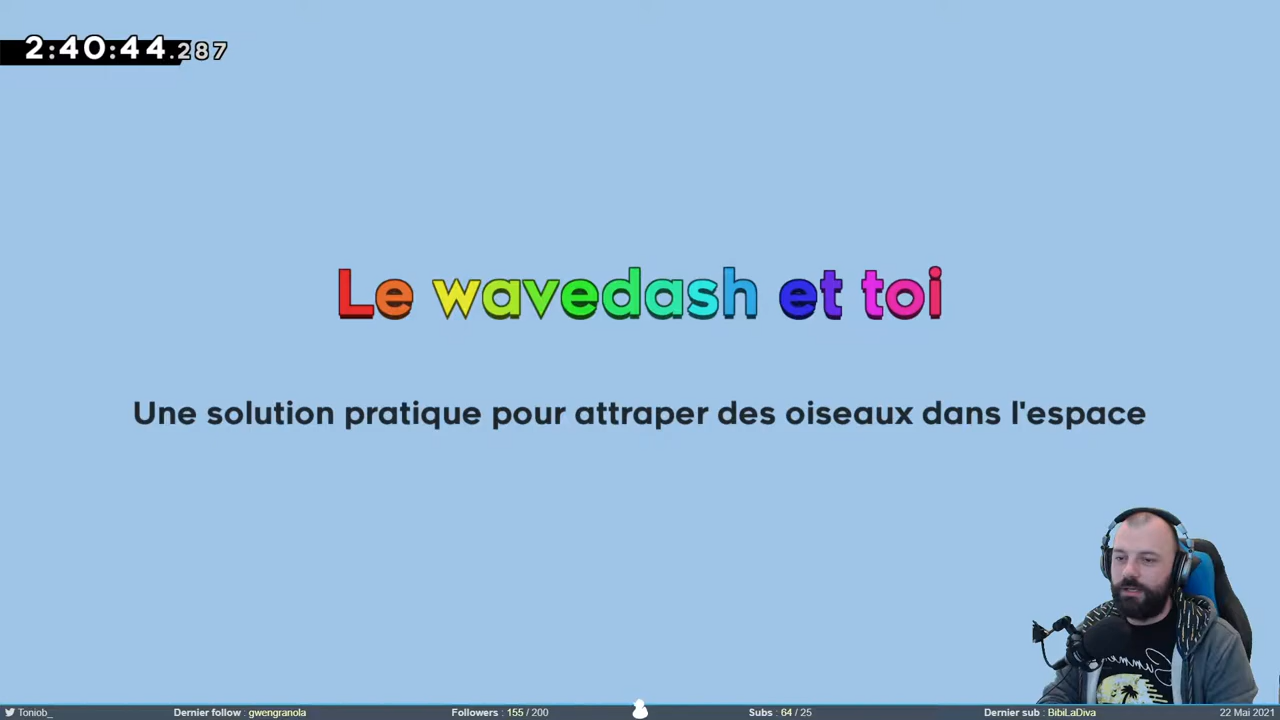 2:40:44.287
Le wavedash et toi
Une solution pratique pour attraper des oiseaux dans l'espace
Toniob_ Dernier follow : gwengranola Followers : 155 / 200 Subs : 64 / 25 Dernier sub : BibiLaDiva 22 Mai 2021